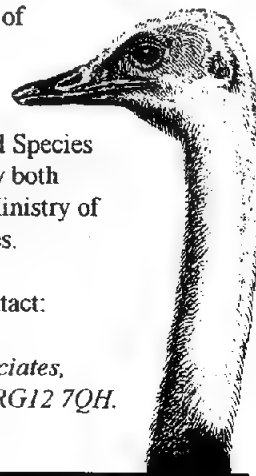 of
d Species
y both
inistry of
es.
tact:
ciates,
RG12 7QH.